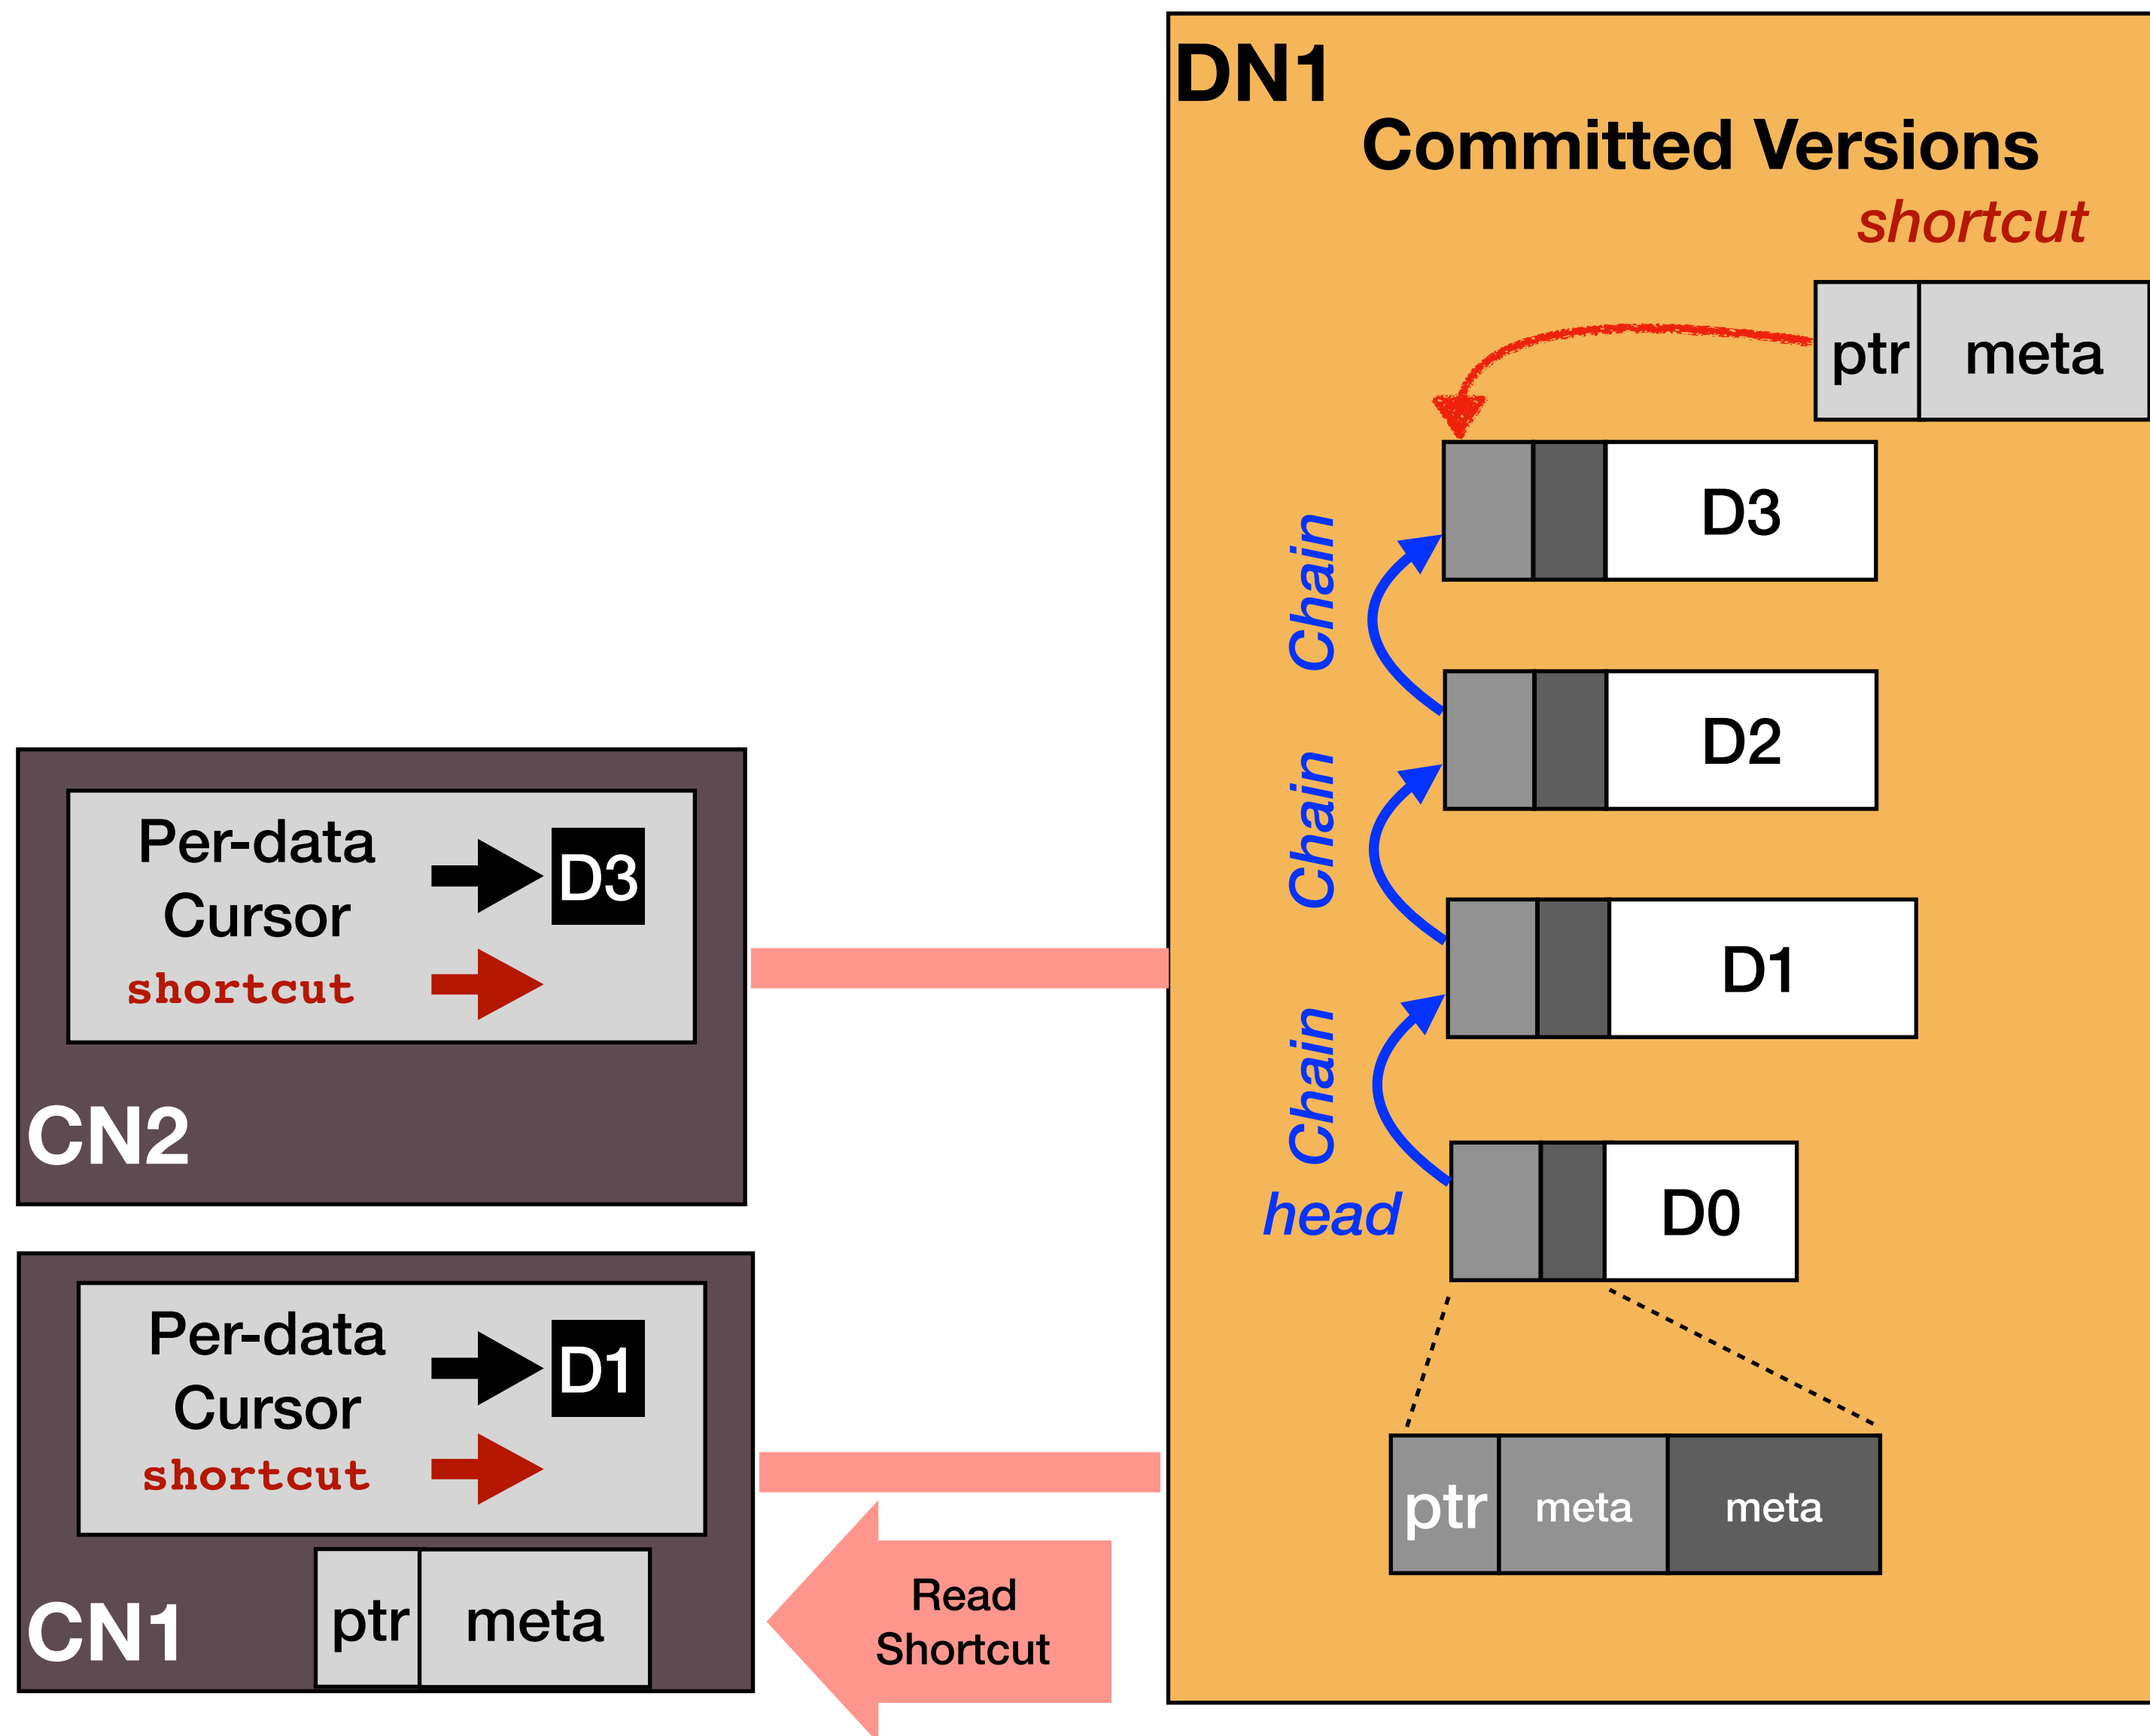 DN1
Committed Versions
shortcut
ptr
meta
D3
Chain
D2
Chain
D1
Chain
D0
head
ptr
meta
meta
Per-data
Cursor
D3
shortcut
CN2
Per-data
Cursor
D1
shortcut
CN1
ptr
meta
Read
Shortcut